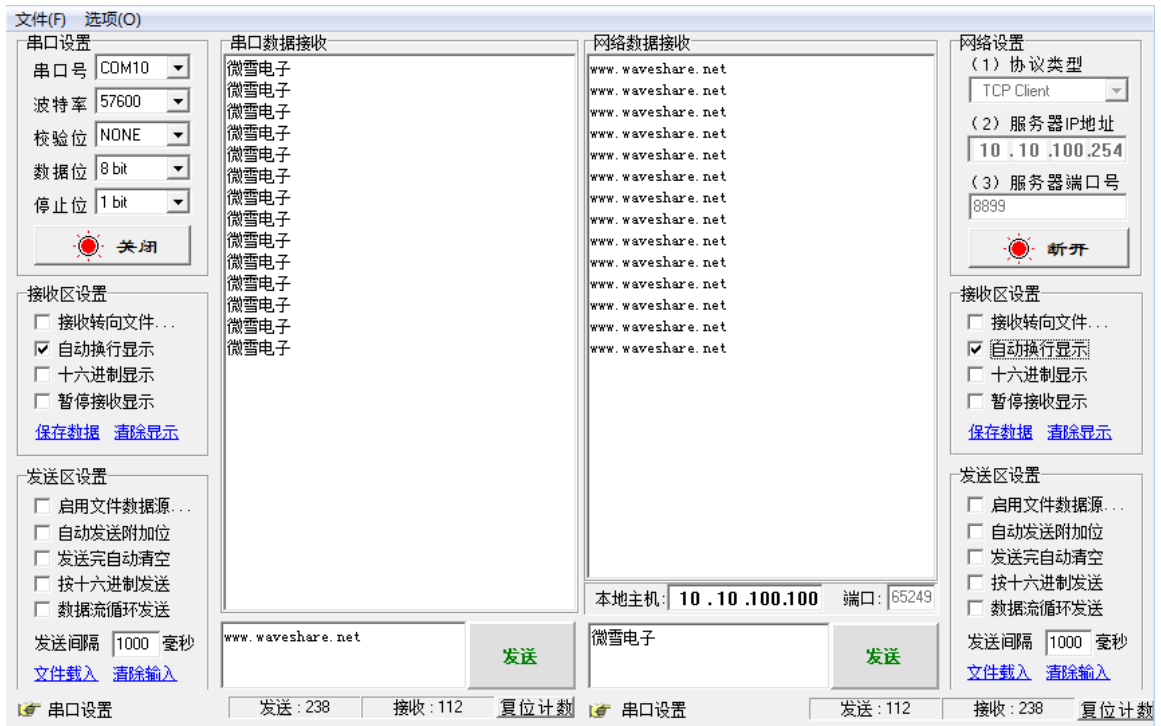 文件(F) 选项(O)
串口设置
串口号 COM10
波特率 57600
校验位 NONE
数据位 8 bit
停止位 1 bit
关闭
接收区设置
接收转向文件...
自动换行显示
十六进制显示
暂停接收显示
保存数据 清除显示
发送区设置
启用文件数据源...
自动发送附加位
发送完自动清空
按十六进制发送
数据流循环发送
发送间隔 1000 毫秒
文件载入 清除输入
串口数据接收
微雪电子
微雪电子
微雪电子
微雪电子
微雪电子
微雪电子
微雪电子
微雪电子
微雪电子
微雪电子
微雪电子
微雪电子
微雪电子
微雪电子
www.waveshare.net
发送
网络数据接收
www.waveshare.net
www.waveshare.net
www.waveshare.net
www.waveshare.net
www.waveshare.net
www.waveshare.net
www.waveshare.net
www.waveshare.net
www.waveshare.net
www.waveshare.net
www.waveshare.net
www.waveshare.net
www.waveshare.net
www.waveshare.net
本地主机: 10 .10 .100.100 端口: 65249
微雪电子
发送
网络设置
(1) 协议类型
TCP Client
(2) 服务器IP地址
10 .10 .100.254
(3) 服务器端口号
8899
断开
接收区设置
接收转向文件...
自动换行显示
十六进制显示
暂停接收显示
保存数据 清除显示
发送区设置
启用文件数据源...
自动发送附加位
发送完自动清空
按十六进制发送
数据流循环发送
发送间隔 1000 毫秒
文件载入 清除输入
串口设置 发送 : 238 接收 : 112 复位计数 串口设置 发送 : 112 接收 : 238 复位计数